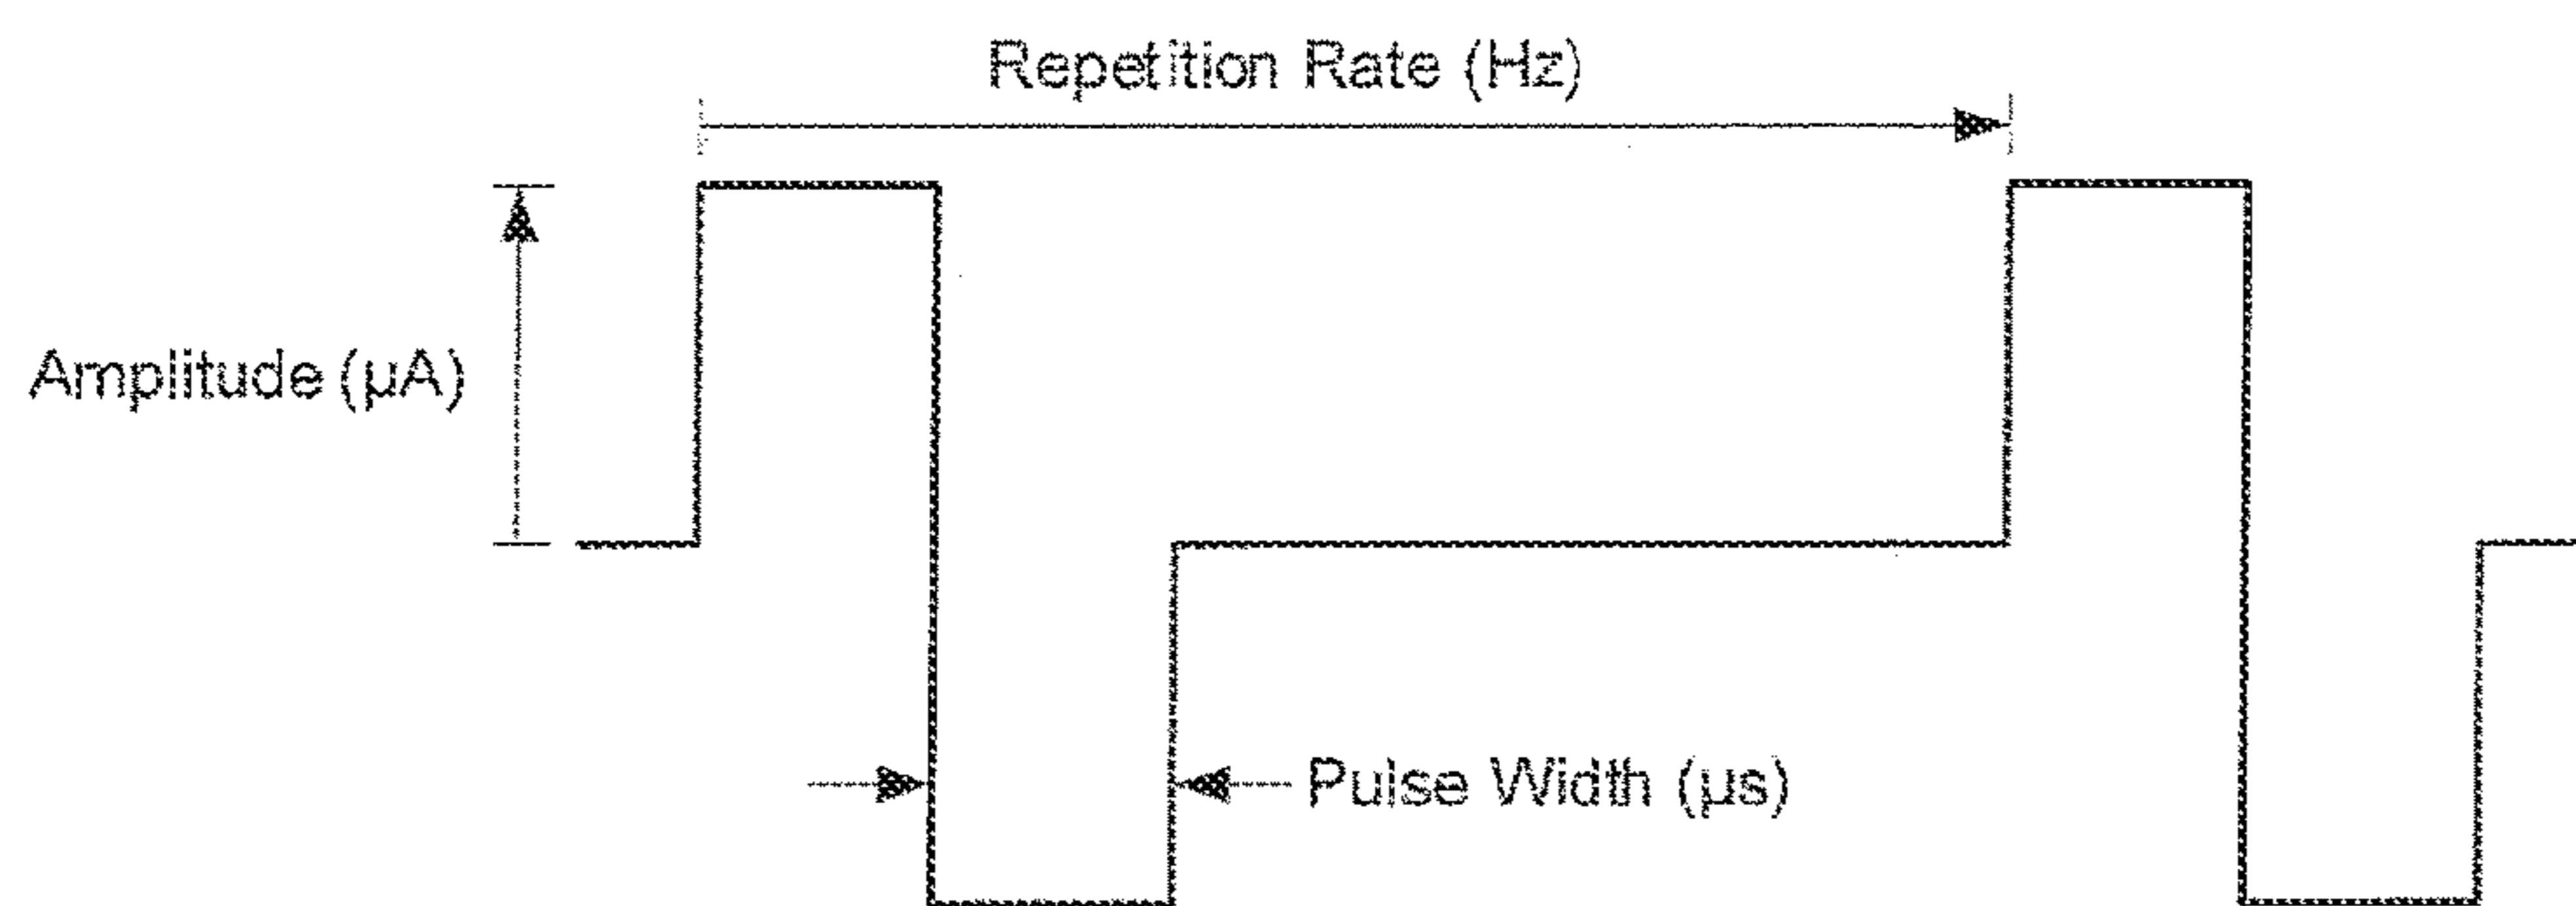 Repetition Rate (Hz)
Amplitude (µA)
Pulse Width (µs)